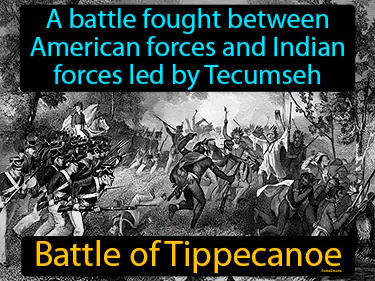 A battle fought between
American forces and Indian
forces led by Tecumseh
Battle of Tippecanoe